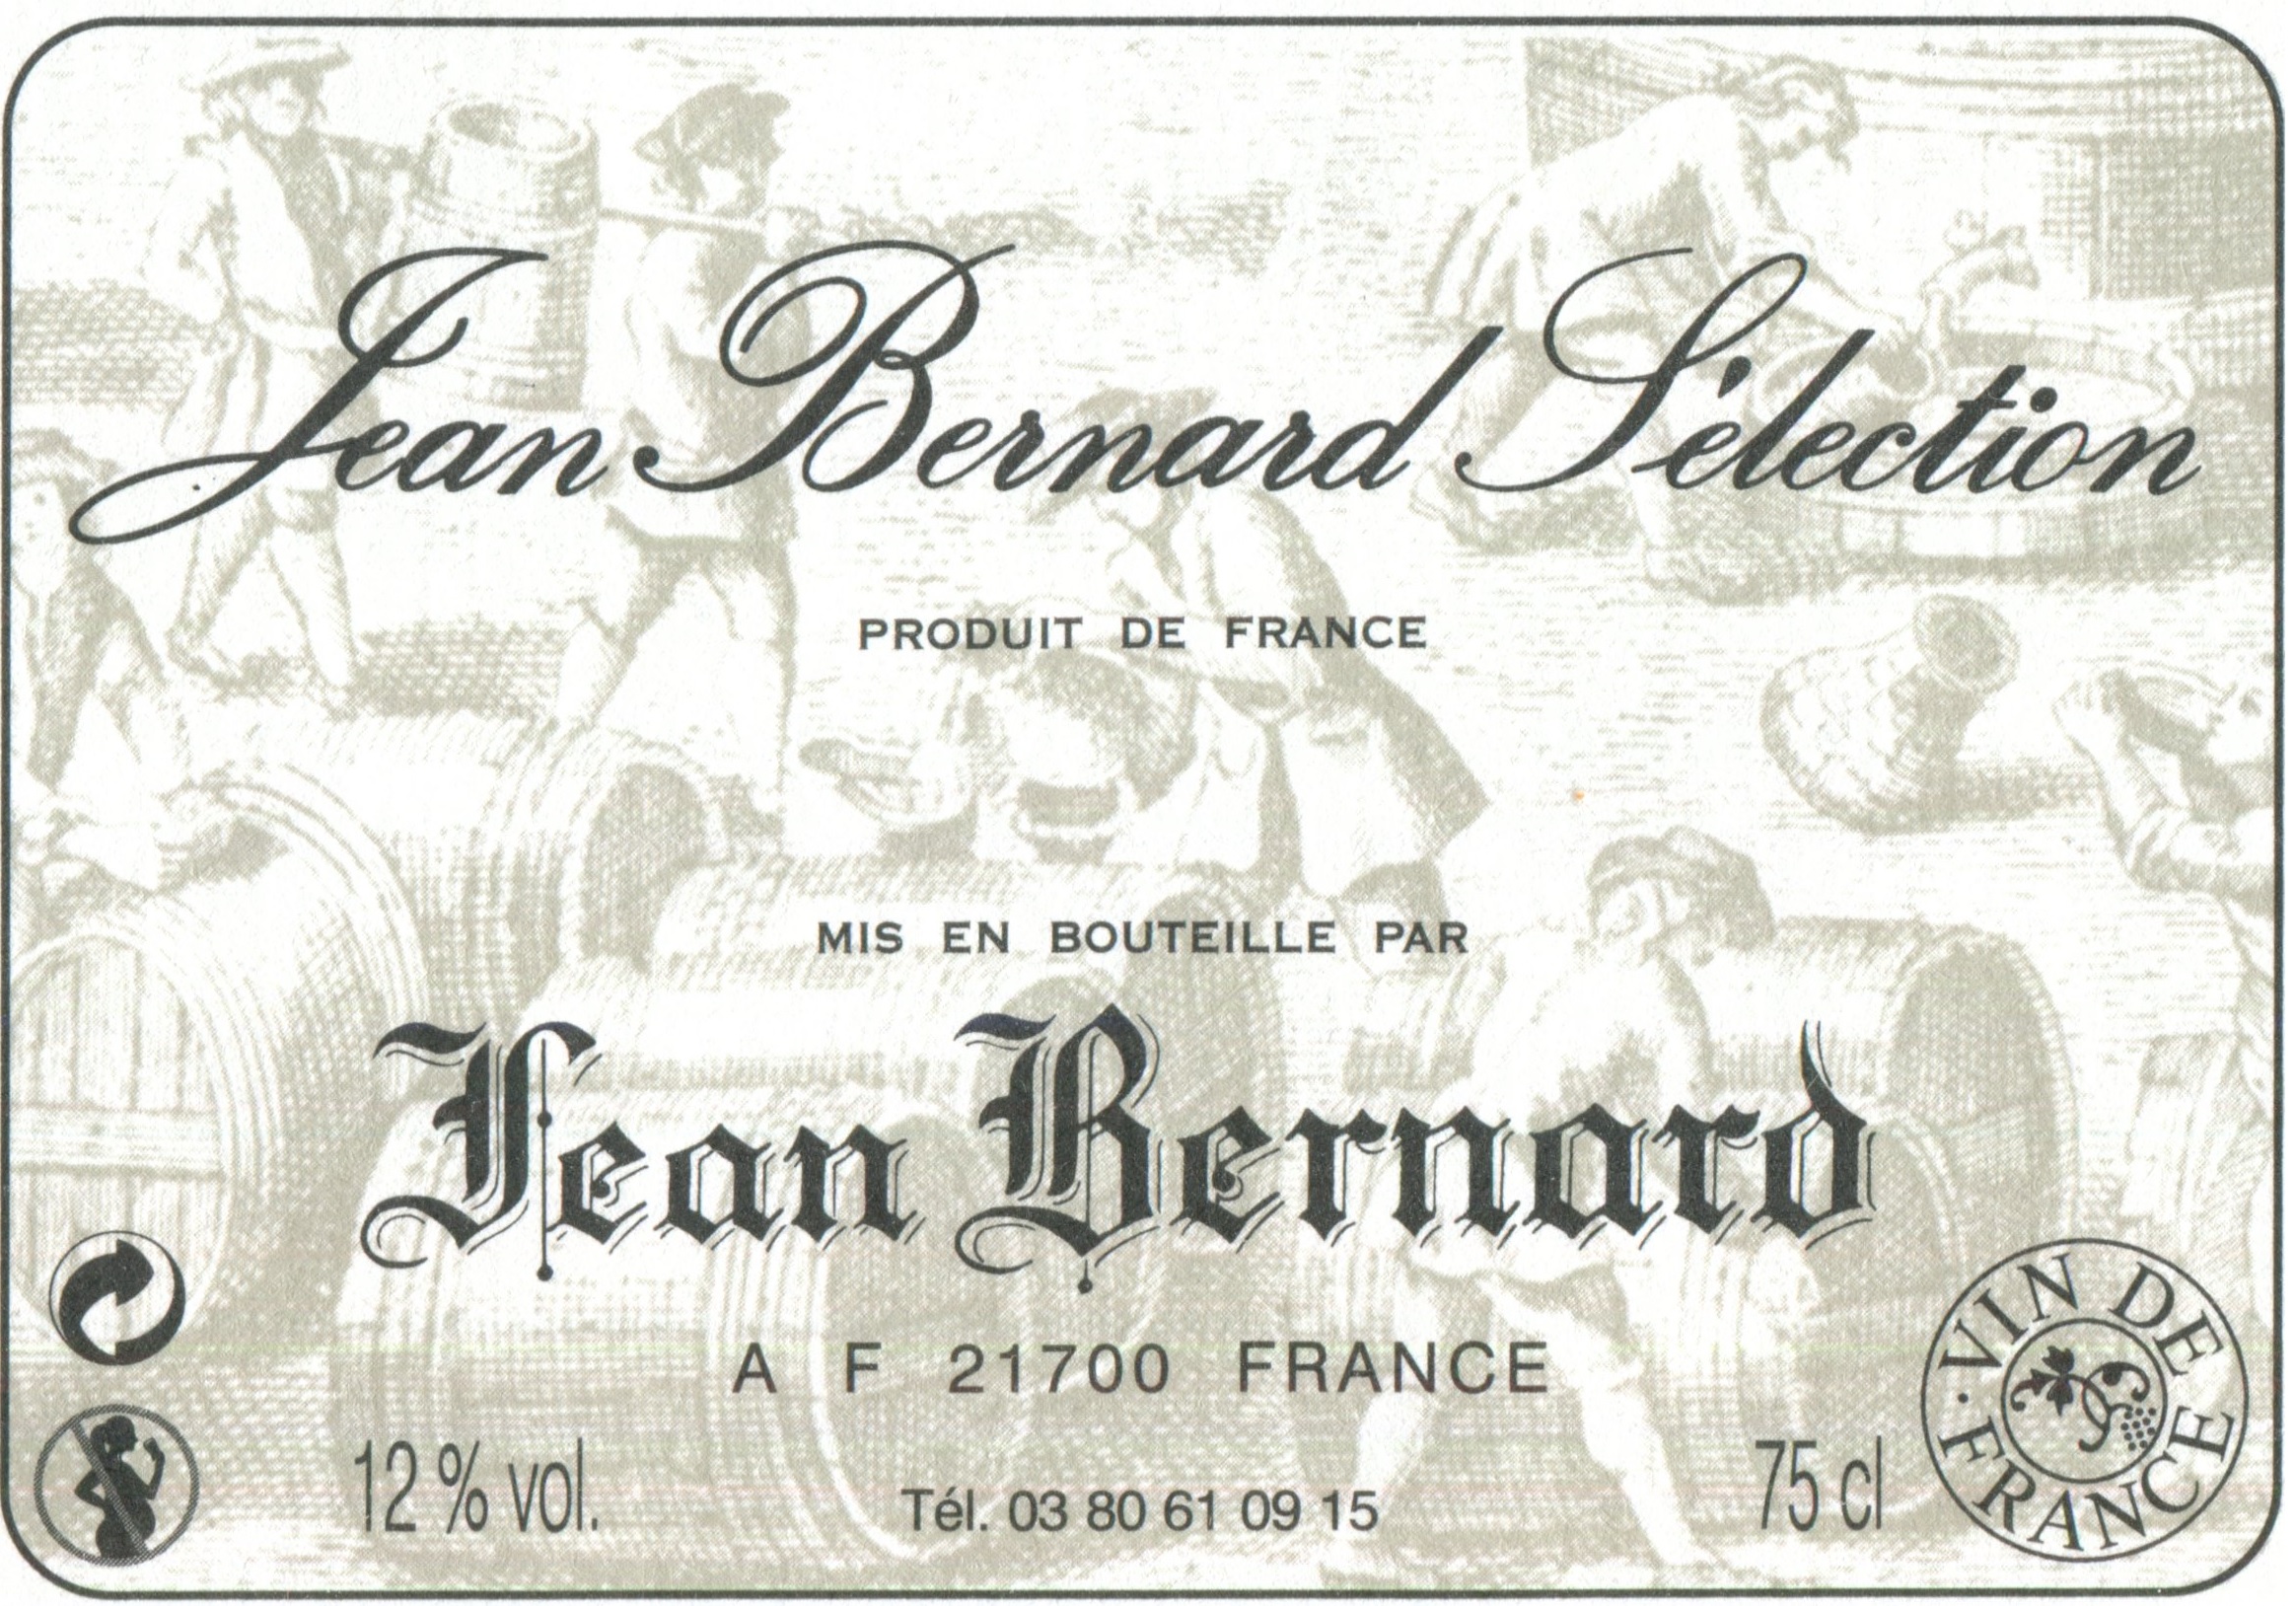 Jean Bernard Sélection
PRODUIT DE FRANCE
MIS EN BOUTEILLE PAR
Jean Bernard
A F 21700 FRANCE
12 % vol.
Tél. 03 80 61 09 15
75 cl
VIN DE FRANCE